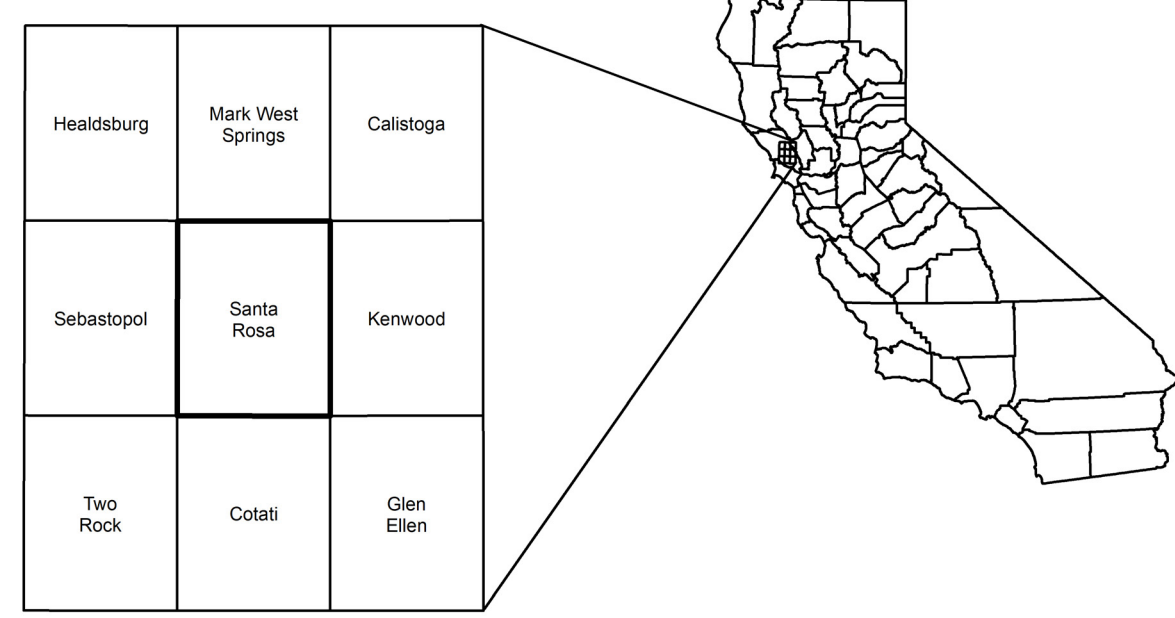 Healdsburg
Mark West
Springs
Calistoga
Sebastopol
Santa
Rosa
Kenwood
Two
Rock
Cotati
Glen
Ellen